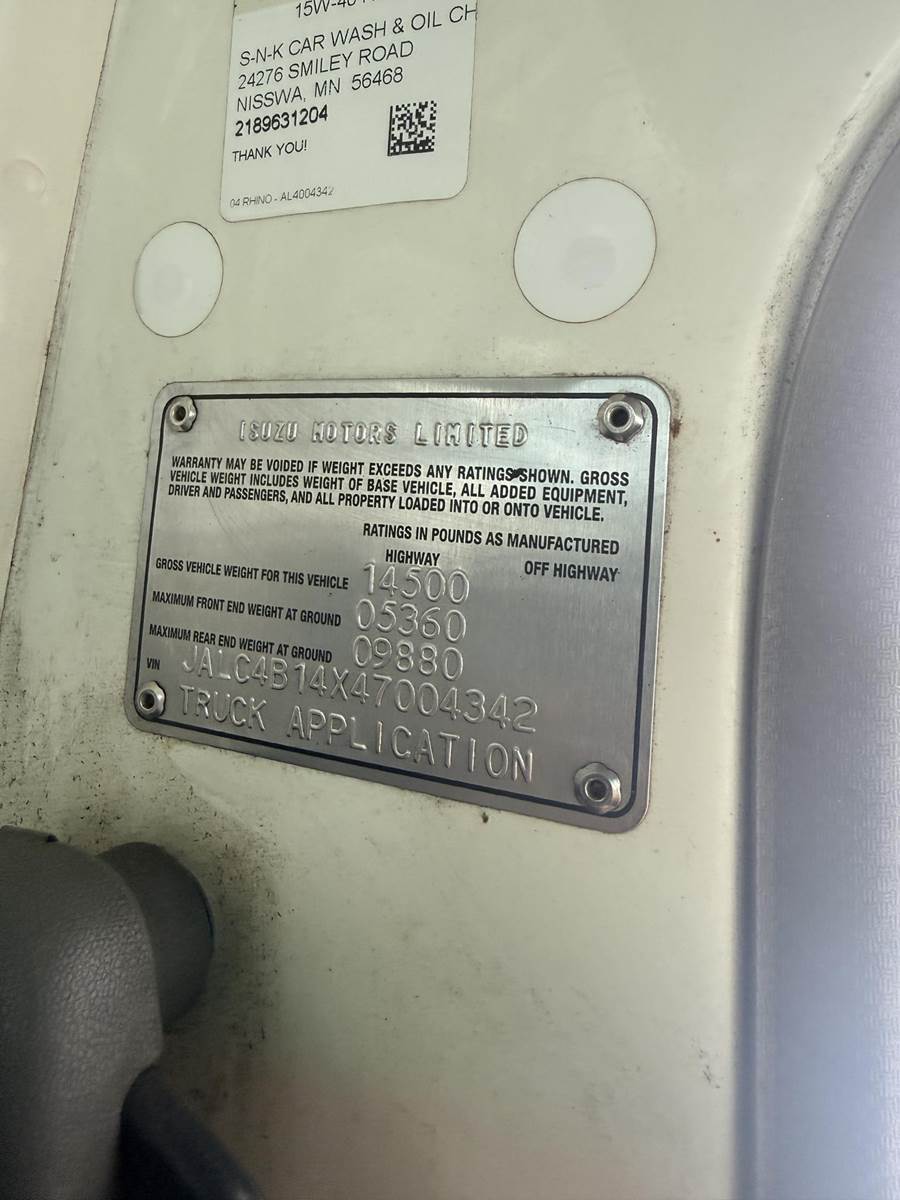 15W-40
S-N-K CAR WASH & OIL CH
24276 SMILEY ROAD
NISSWA, MN 56468
2189631204
THANK YOU!
04 RHINO - AL4004342
ISUZU MOTORS LIMITED
WARRANTY MAY BE VOIDED IF WEIGHT EXCEEDS ANY RATINGS SHOWN. GROSS
VEHICLE WEIGHT INCLUDES WEIGHT OF BASE VEHICLE, ALL ADDED EQUIPMENT,
DRIVER AND PASSENGERS, AND ALL PROPERTY LOADED INTO OR ONTO VEHICLE.
RATINGS IN POUNDS AS MANUFACTURED
HIGHWAY OFF HIGHWAY
GROSS VEHICLE WEIGHT FOR THIS VEHICLE 14500
MAXIMUM FRONT END WEIGHT AT GROUND 05360
MAXIMUM REAR END WEIGHT AT GROUND 09880
VIN JALC4B14X47004342
TRUCK APPLICATION